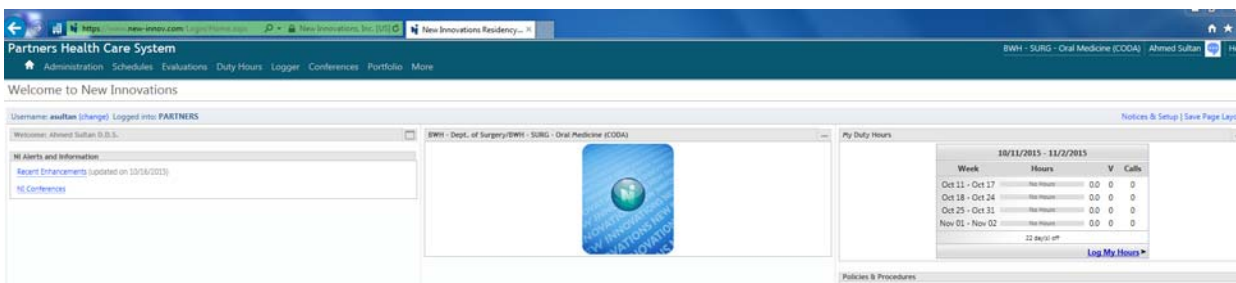 https://www.new-innov.com/Login/Home.aspx
New Innovations, Inc. [US]
New Innovations Residency...
Partners Health Care System
BWH - SURG - Oral Medicine (CODA) Ahmed Sultan
Administration Schedules Evaluations Duty Hours Logger Conferences Portfolio More
Welcome to New Innovations
Username: asultan (change) Logged into: PARTNERS
Notices & Setup | Save Page
Welcome: Ahmed Sultan D.D.S.
NI Alerts and Information
Recent Enhancements (updated on 10/16/2015)
NI Conferences
BWH - Dept. of Surgery/BWH - SURG - Oral Medicine (CODA)
My Duty Hours
10/11/2015 - 11/2/2015
Week Hours V Calls
Oct 11 - Oct 17 No Hours 0.0 0 0
Oct 18 - Oct 24 No Hours 0.0 0 0
Oct 25 - Oct 31 No Hours 0.0 0 0
Nov 01 - Nov 02 No Hours 0.0 0 0
22 day(s) off
Log My Hours
Policies & Procedures